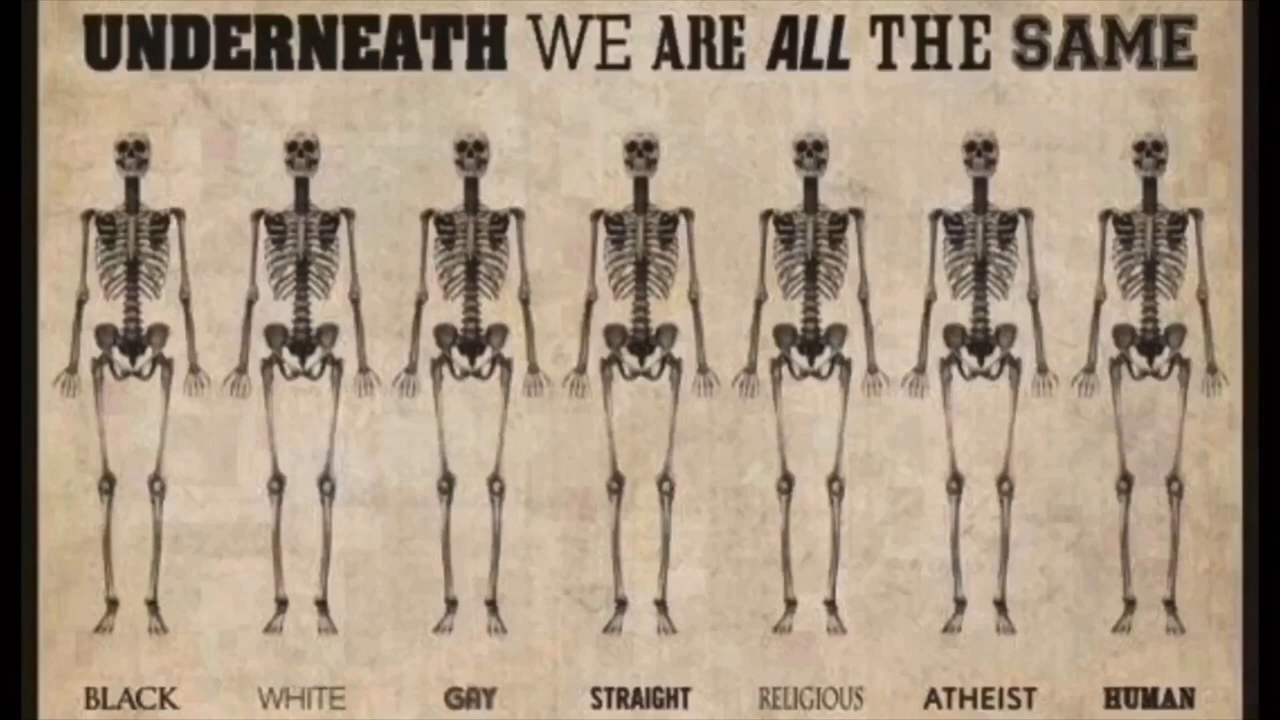 UNDERNEATH WE ARE ALL THE SAME
BLACK WHITE GAY STRAIGHT RELIGIOUS ATHEIST HUMAN